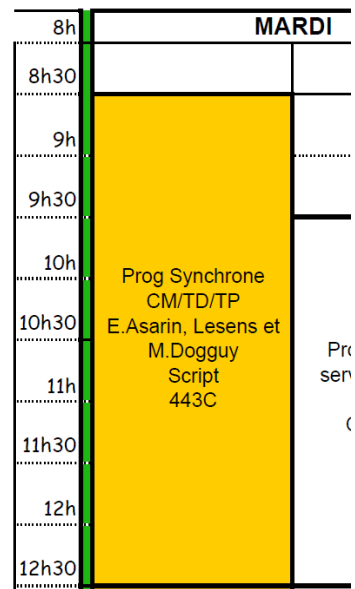 MARDI
8h
8h30
9h
9h30
10h
10h30
11h
11h30
12h
12h30
Prog Synchrone
CM/TD/TP
E.Asarin, Lesens et
M.Dogguy
Script
443C